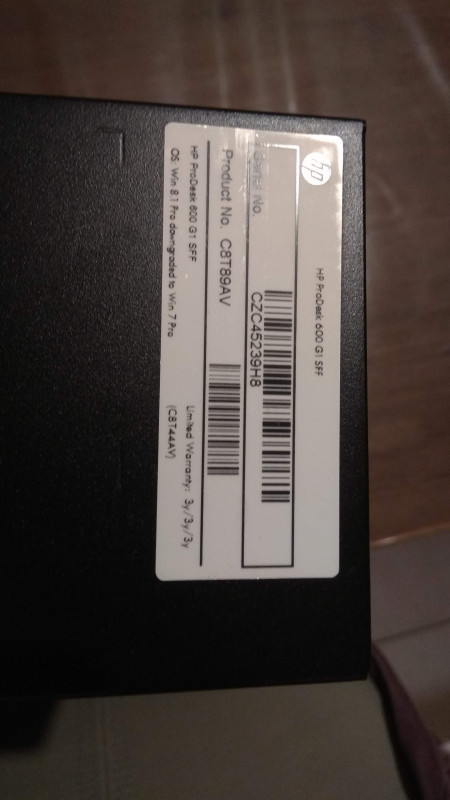 hp
HP ProDesk 600 G1 SFF
Serial No.
CZC45239H8
Product No. C8T89AV
HP ProDesk 600 G1 SFF
Limited Warranty: 3y/3y/3y
OS: Win 8.1 Pro downgraded to Win 7 Pro
(C8T44AV)